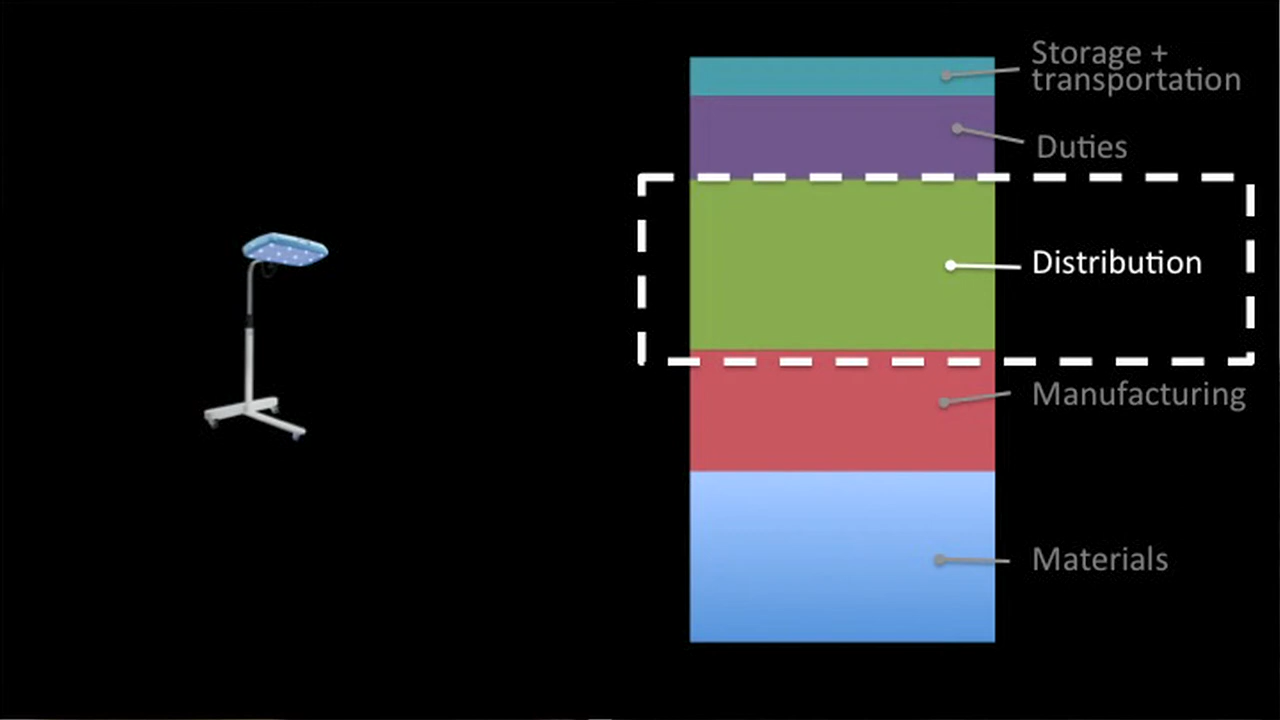 Storage +
transportation
Duties
Distribution
Manufacturing
Materials